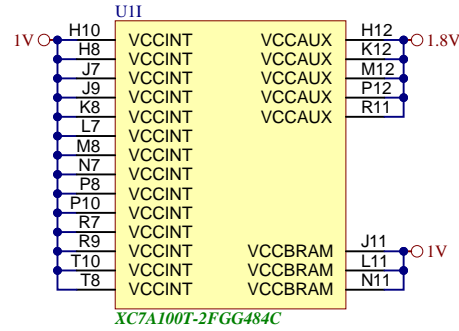 U1I
1V H10 VCCINT VCCAUX H12 1.8V
H8 VCCINT VCCAUX K12
J7 VCCINT VCCAUX M12
J9 VCCINT VCCAUX P12
K8 VCCINT VCCAUX R11
L7 VCCINT
M8 VCCINT
N7 VCCINT
P8 VCCINT
P10 VCCINT
R7 VCCINT
R9 VCCINT VCCBRAM J11 1V
T10 VCCINT VCCBRAM L11
T8 VCCINT VCCBRAM N11
XC7A100T-2FGG484C